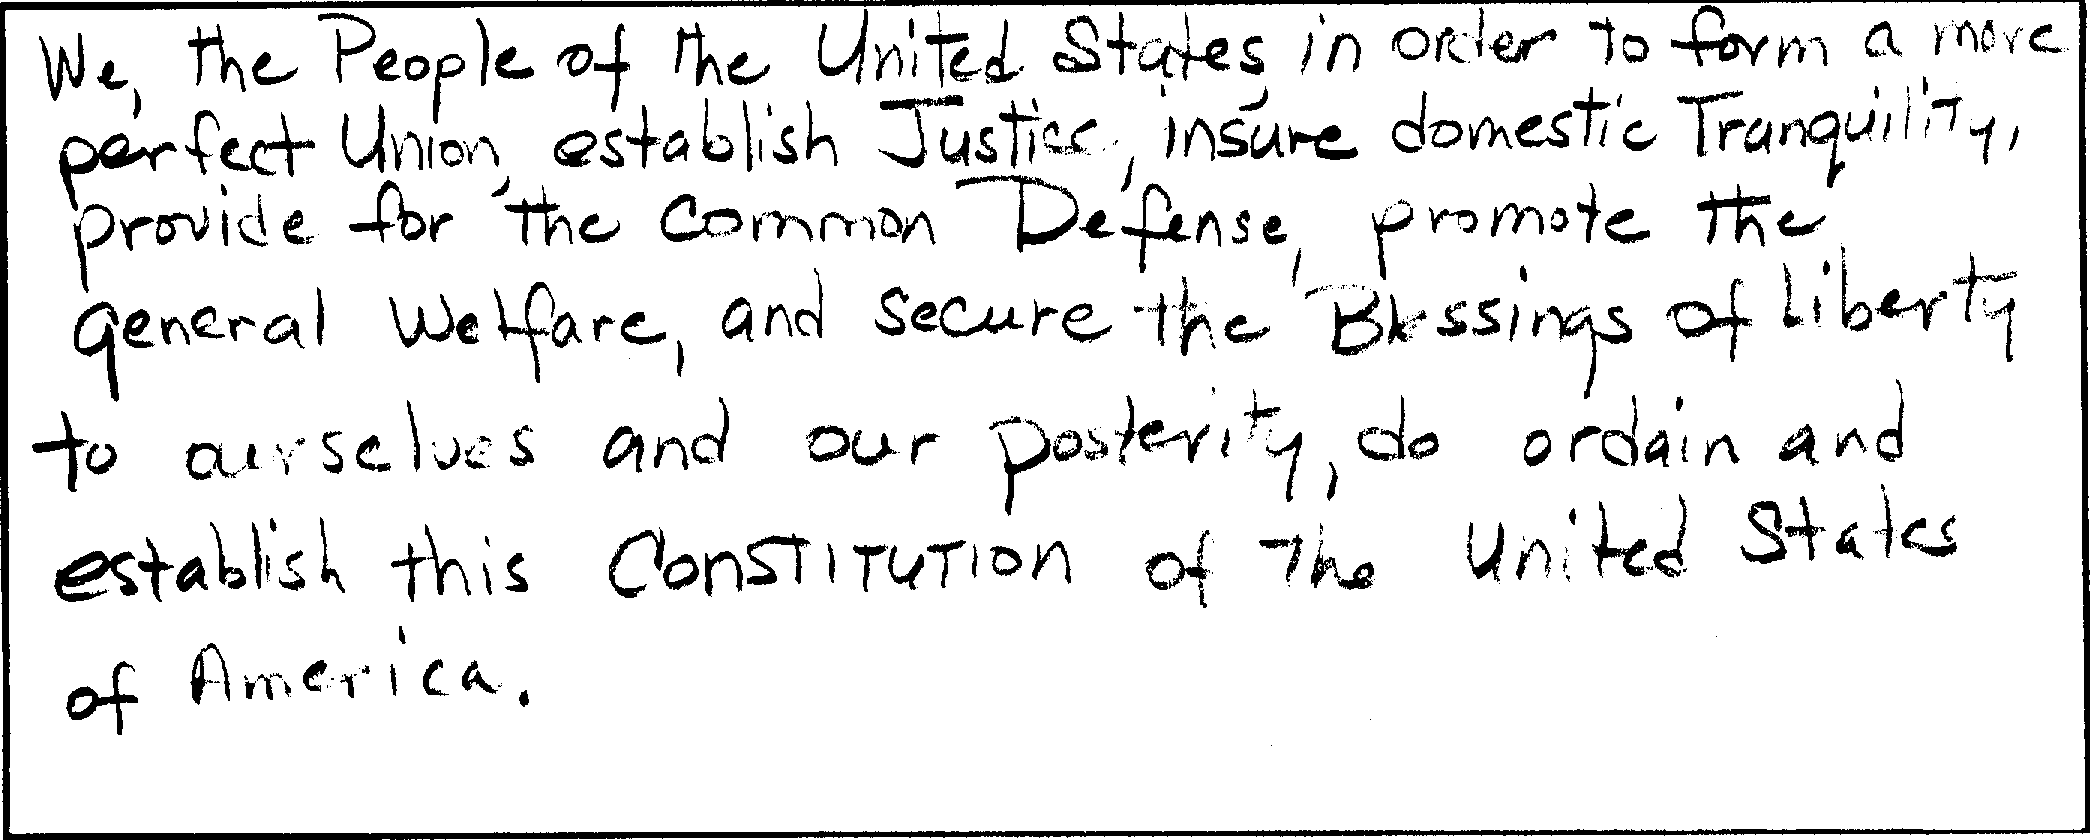 We, the People of the United States, in order to form a more
perfect Union, establish Justice, insure domestic Tranquility,
provide for the Common Defense, promote the
general Welfare, and secure the Blessings of liberty
to ourselves and our posterity, do ordain and
establish this CONSTITUTION of the United States
of America.